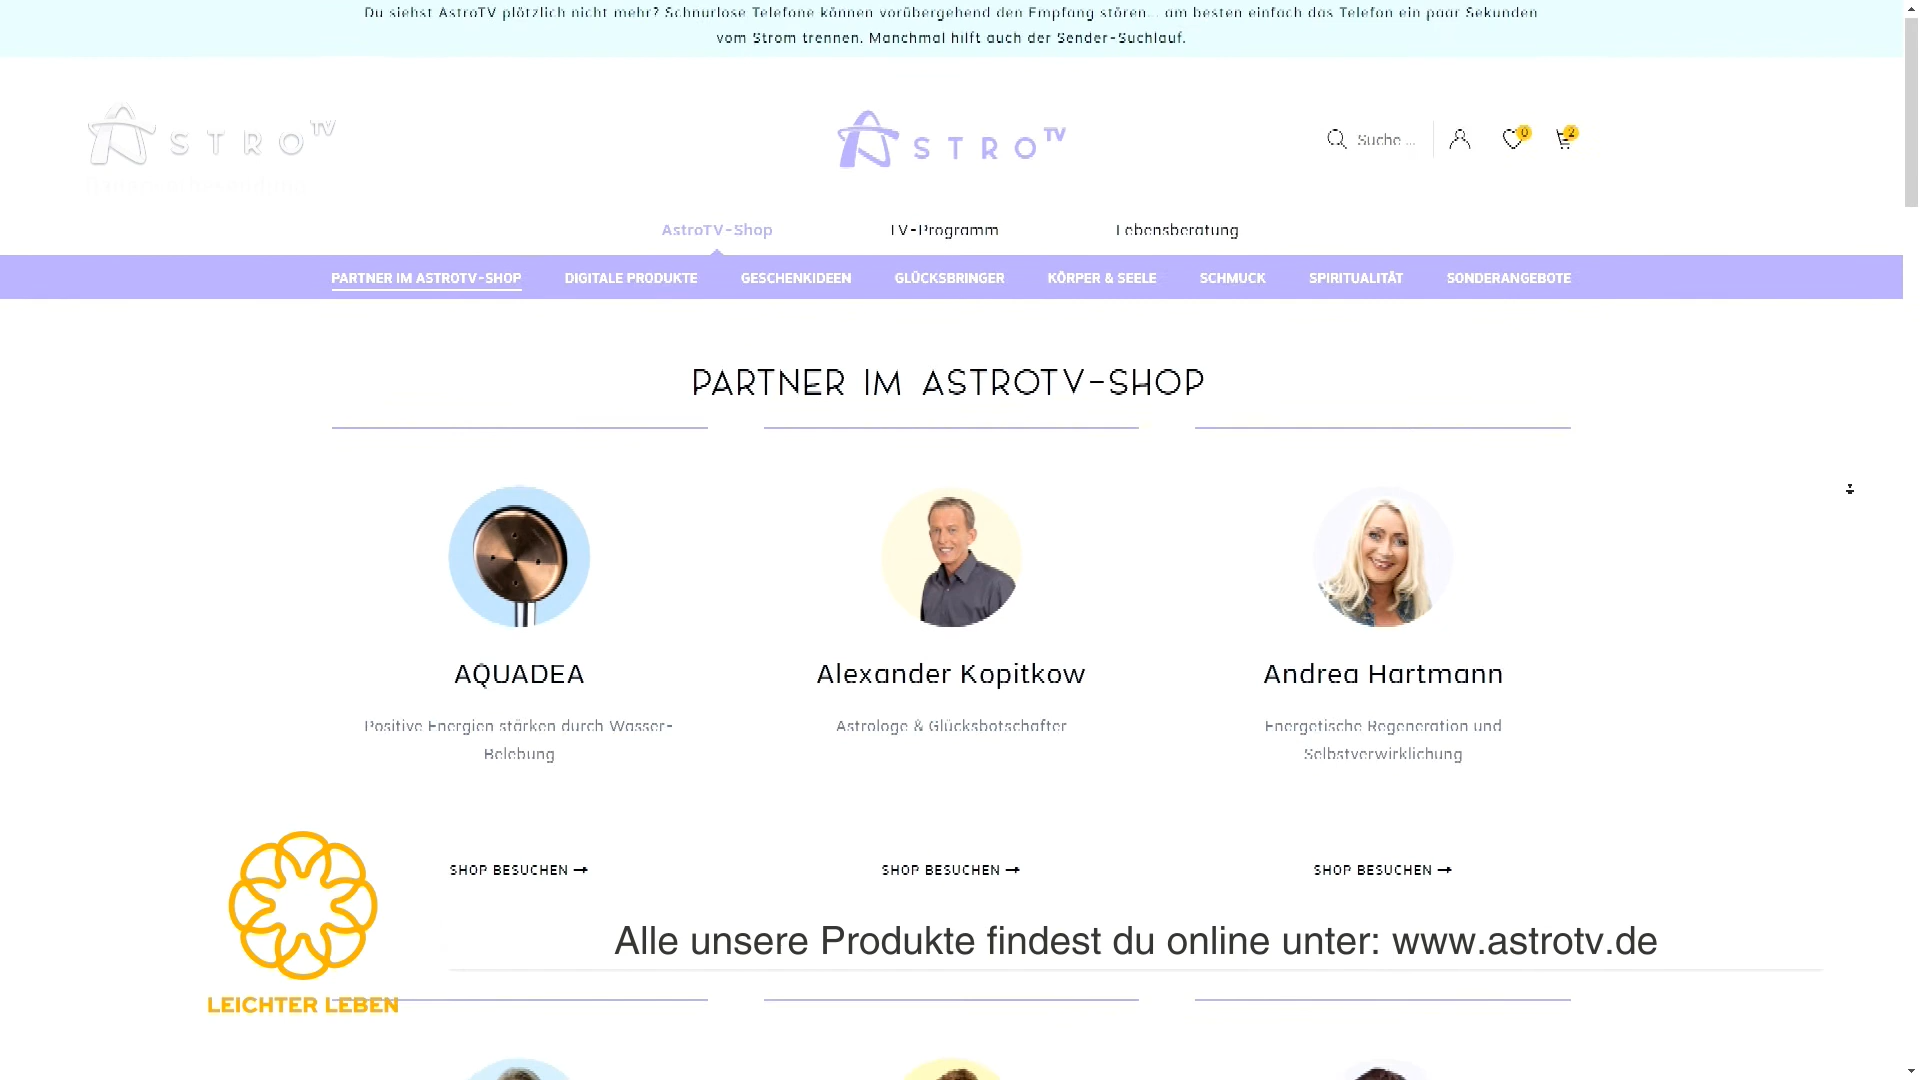 Du siehst AstroTV plötzlich nicht mehr? Schnurlose Telefone können vorübergehend den Empfang stören... am besten einfach das Telefon ein paar Sekunden
vom Strom trennen. Manchmal hilft auch der Sender-Suchlauf.
ASTRO TV
ASTRO TV
Suche ...
0
2
AstroTV-Shop
TV-Programm
Lebensberatung
PARTNER IM ASTROTV-SHOP
DIGITALE PRODUKTE
GESCHENKIDEEN
GLÜCKSBRINGER
KÖRPER & SEELE
SCHMUCK
SPIRITUALITÄT
SONDERANGEBOTE
PARTNER IM ASTROTV-SHOP
AQUADEA
Positive Energien stärken durch Wasser-
Belebung
SHOP BESUCHEN
Alexander Kopitkow
Astrologe & Glücksbotschafter
SHOP BESUCHEN
Andrea Hartmann
Energetische Regeneration und
Selbstverwirklichung
SHOP BESUCHEN
Alle unsere Produkte findest du online unter: www.astrotv.de
LEICHTER LEBEN